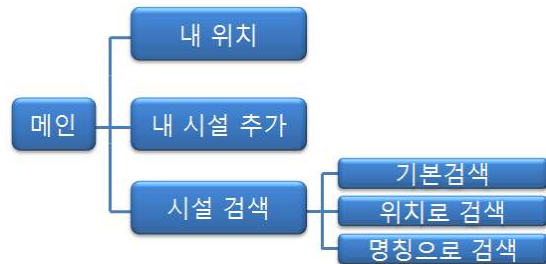 메인
내 위치
내 시설 추가
시설 검색
기본검색
위치로 검색
명칭으로 검색